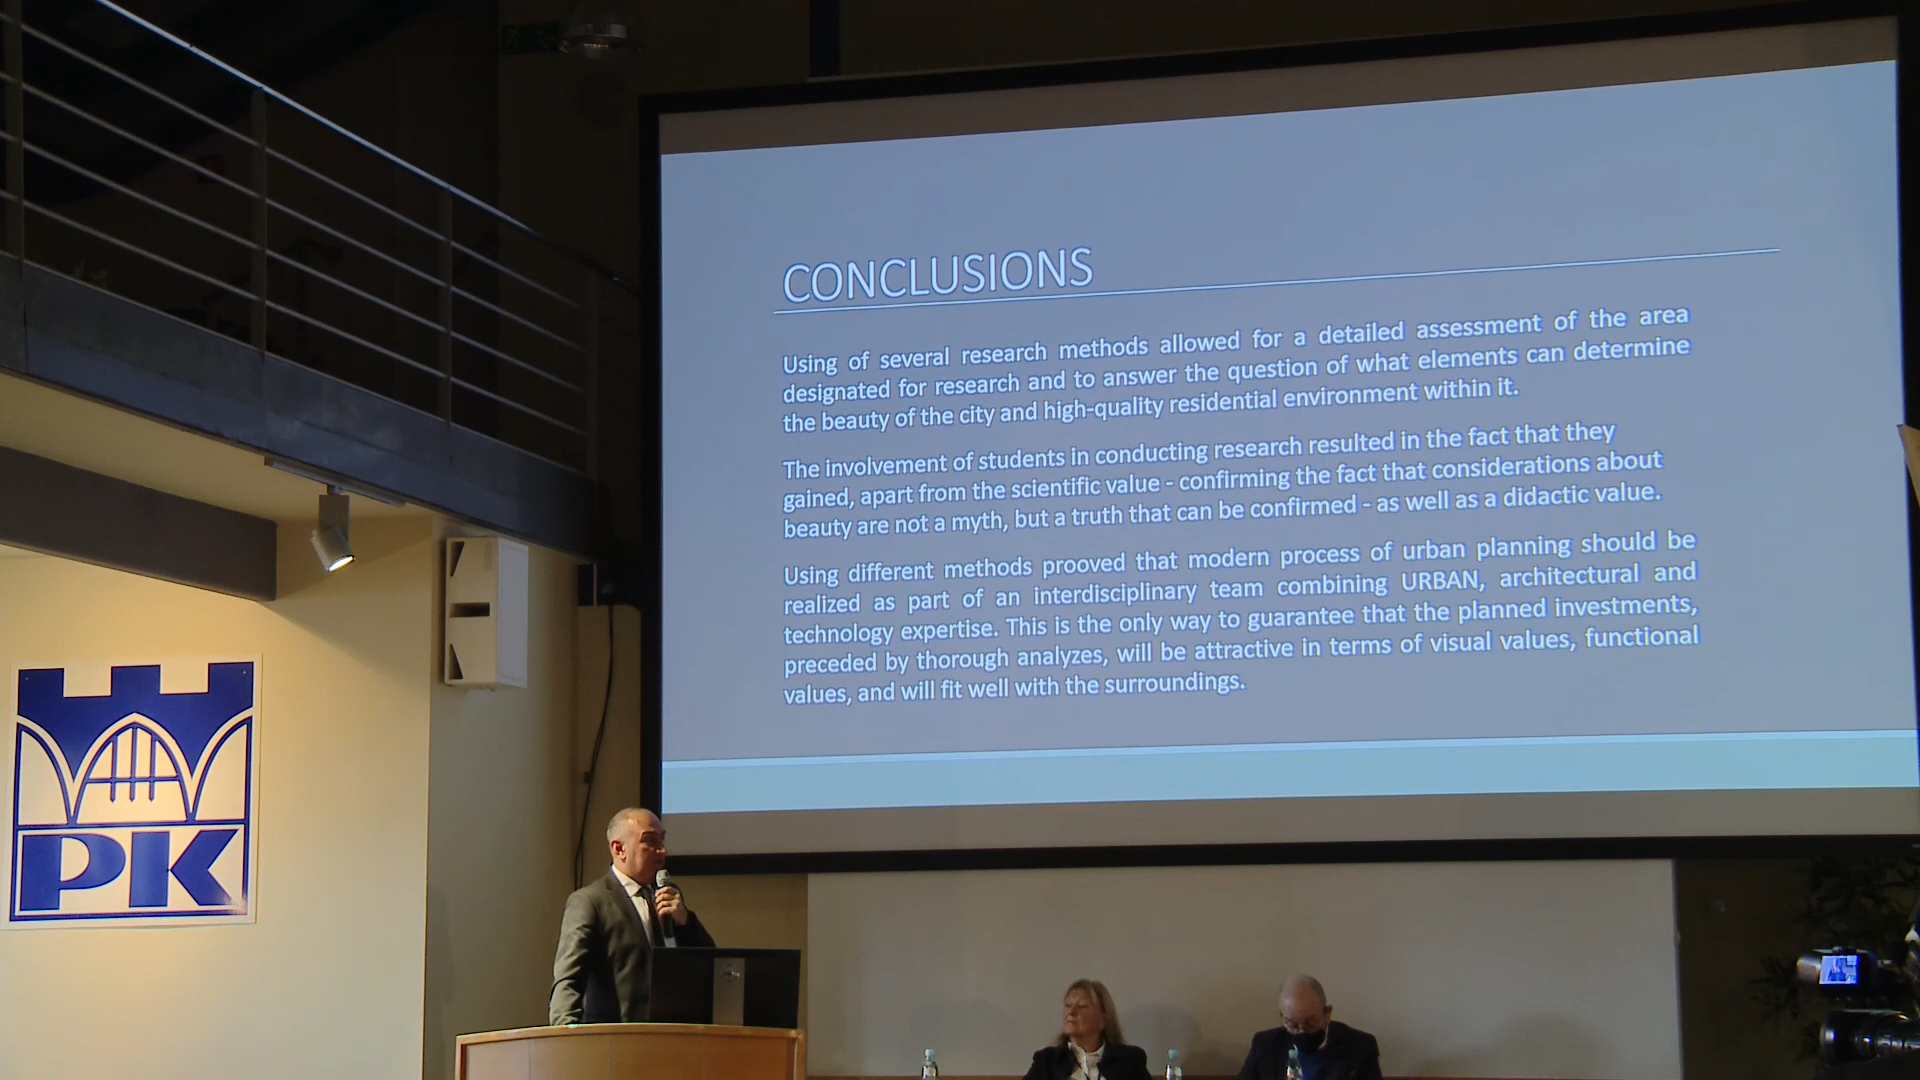 CONCLUSIONS
Using of several research methods allowed for a detailed assessment of the area
designated for research and to answer the question of what elements can determine
the beauty of the city and high-quality residential environment within it.
The involvement of students in conducting research resulted in the fact that they
gained, apart from the scientific value - confirming the fact that considerations about
beauty are not a myth, but a truth that can be confirmed - as well as a didactic value.
Using different methods prooved that modern process of urban planning should be
realized as part of an interdisciplinary team combining URBAN, architectural and
technology expertise. This is the only way to guarantee that the planned investments,
preceded by thorough analyzes, will be attractive in terms of visual values, functional
values, and will fit well with the surroundings.
PK